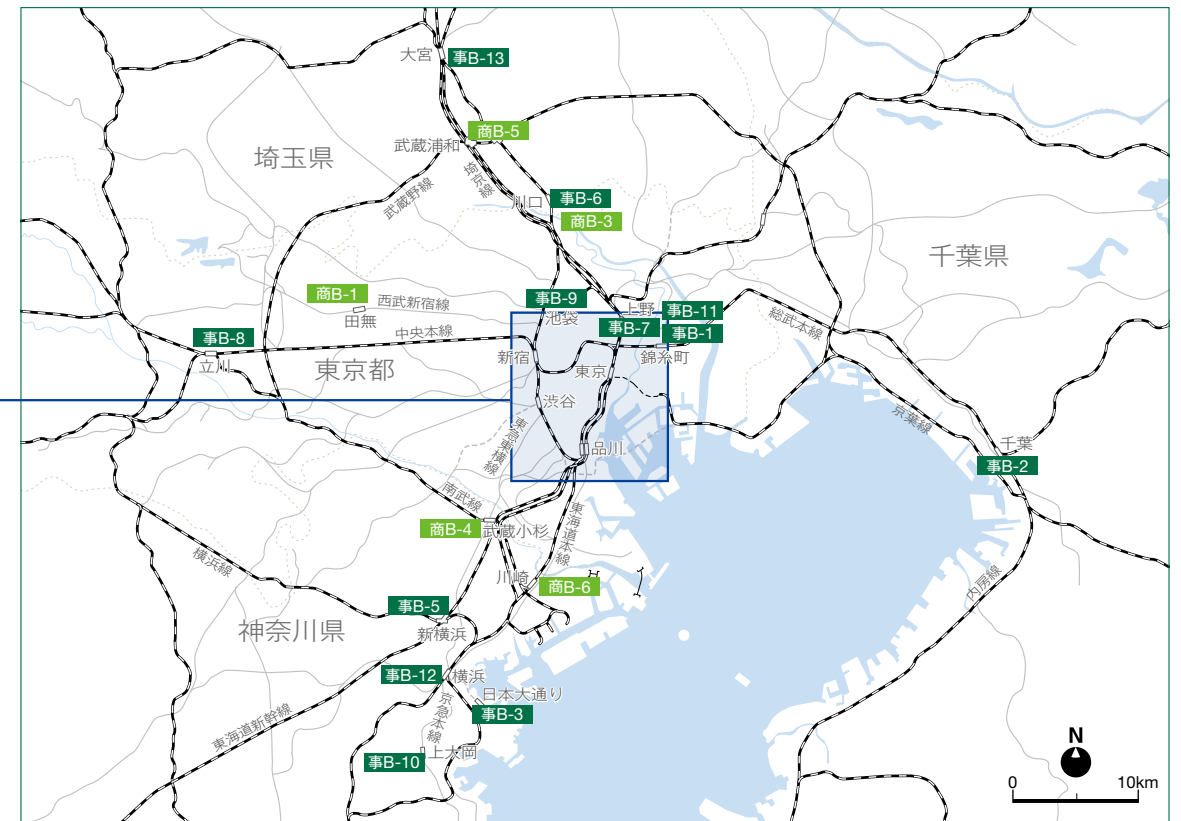 大宮
事B-13
商B-5
武蔵浦和
埼玉県
埼京線
武蔵野線
川口
事B-6
商B-3
千葉県
商B-1
西武新宿線
田無
事B-9
池袋
上野
事B-11
事B-7
事B-1
総武本線
事B-8
立川
中央本線
新宿
錦糸町
東京都
東京
渋谷
京葉線
東急東横線
品川
千葉
事B-2
南武線
商B-4
武蔵小杉
東海道本線
横浜線
川崎
商B-6
内房線
事B-5
新横浜
神奈川県
事B-12
横浜
日本大通り
京急本線
事B-3
東海道新幹線
上大岡
事B-10
N
0
10km